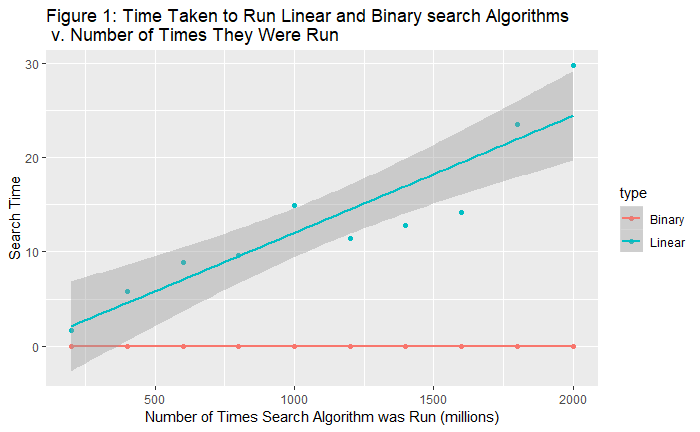 Figure 1: Time Taken to Run Linear and Binary search Algorithms
v. Number of Times They Were Run
30
20
10
0
Search Time
500
1000
1500
2000
Number of Times Search Algorithm was Run (millions)
type
Binary
Linear